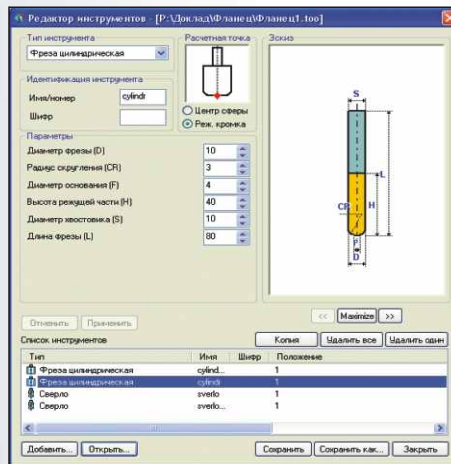 Редактор инструментов - [P:\Доклад\Фланец\Фланец1.too]
Тип инструмента
Фреза цилиндрическая
Расчетная точка
Эскиз
Идентификация инструмента
Имя/номер cylindr
Шифр
Центр сферы
Реж. кромка
Параметры
Диаметр фрезы (D) 10
Радиус скругления (CR) 3
Диаметр основания (F) 4
Высота режущей части (H) 40
Диаметр хвостовика (S) 10
Длина фрезы (L) 80
S
L
CR H
F
D
<< Maximize >>
Отменить Применить
Список инструментов
Копия Удалить все Удалить один
Тип Имя Шифр Положение
Фреза цилиндрическая cylind... 1
Фреза цилиндрическая cylindr 1
Сверло sverlo 1
Сверло sverlo... 1
Добавить... Открыть... Сохранить Сохранить как... Закрыть